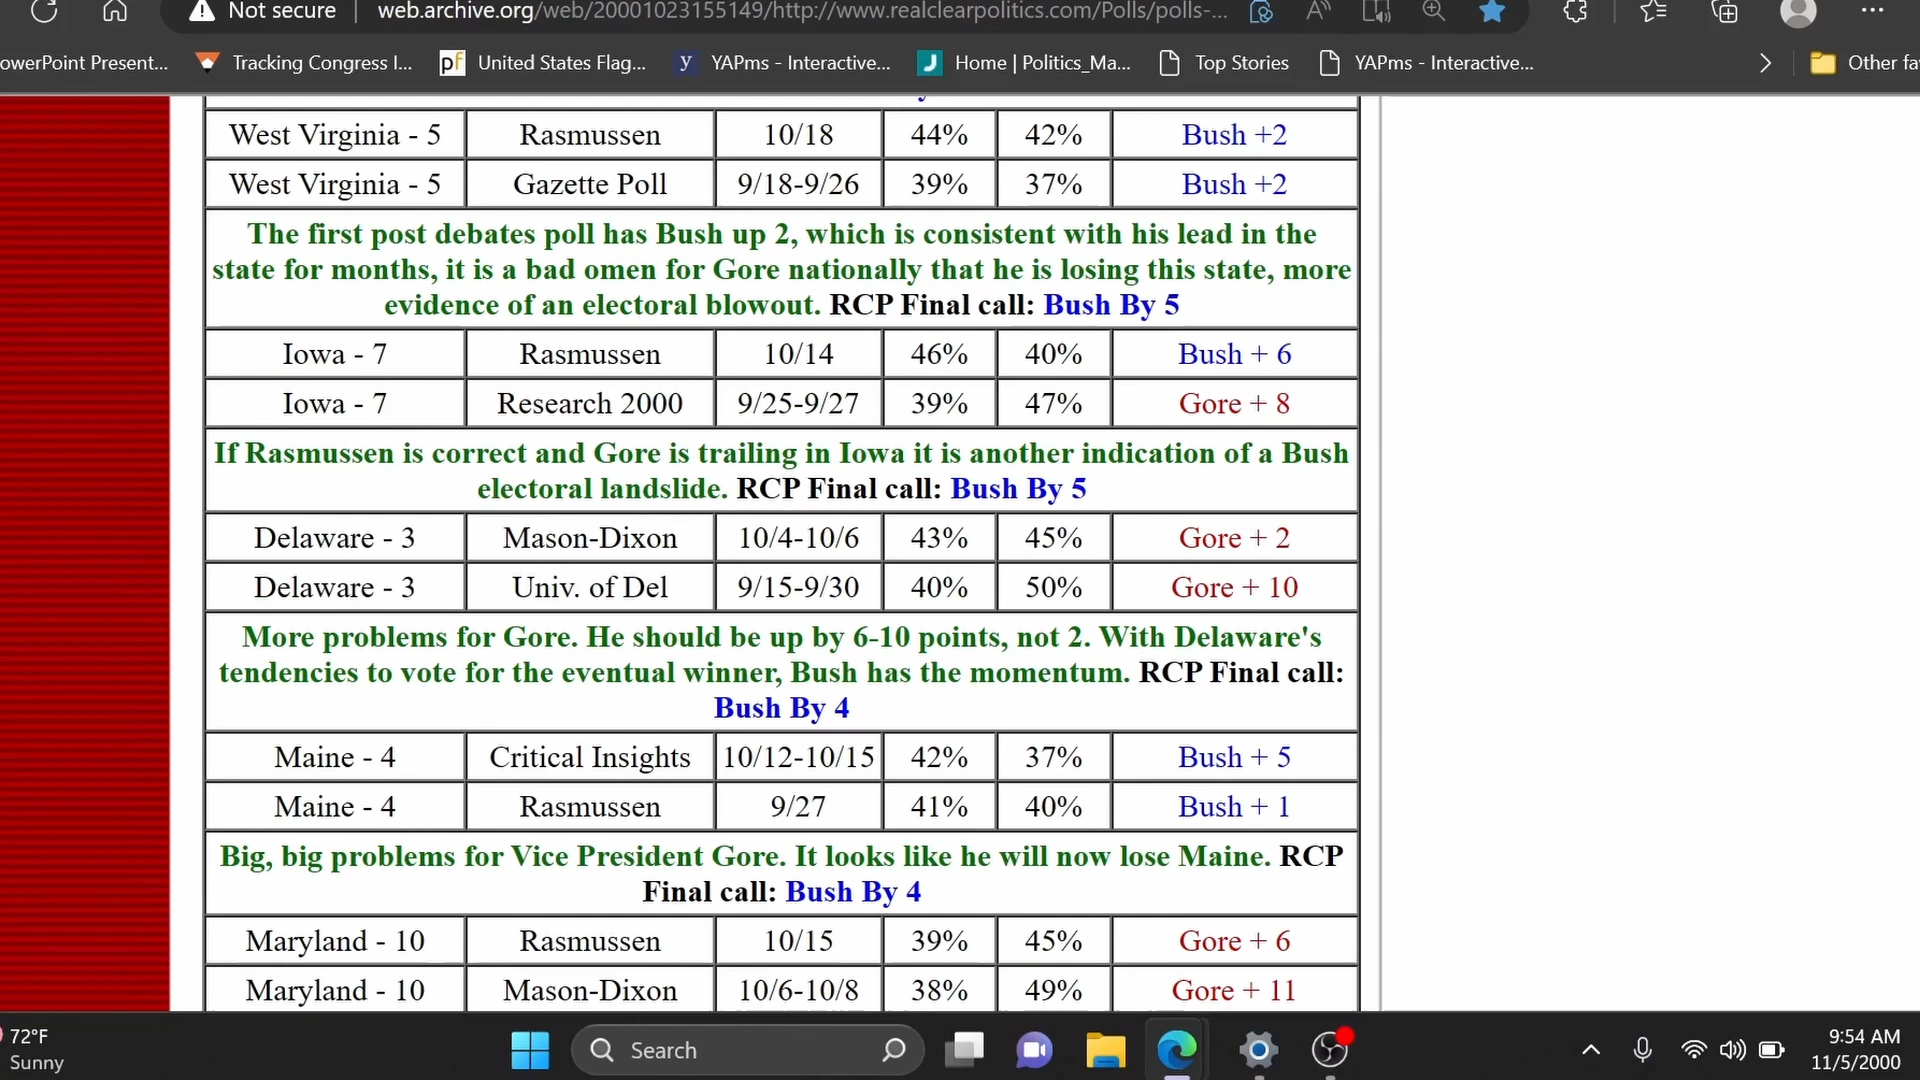 Not secure | web.archive.org/web/20001023155149/http://www.realclearpolitics.com/Polls/polls-...
owerPoint Present... Tracking Congress I... pf United States Flag... y YAPms - Interactive... J Home | Politics_Ma... Top Stories YAPms - Interactive... Other fa
West Virginia - 5 Rasmussen 10/18 44% 42% Bush +2
West Virginia - 5 Gazette Poll 9/18-9/26 39% 37% Bush +2
The first post debates poll has Bush up 2, which is consistent with his lead in the
state for months, it is a bad omen for Gore nationally that he is losing this state, more
evidence of an electoral blowout. RCP Final call: Bush By 5
Iowa - 7 Rasmussen 10/14 46% 40% Bush + 6
Iowa - 7 Research 2000 9/25-9/27 39% 47% Gore + 8
If Rasmussen is correct and Gore is trailing in Iowa it is another indication of a Bush
electoral landslide. RCP Final call: Bush By 5
Delaware - 3 Mason-Dixon 10/4-10/6 43% 45% Gore + 2
Delaware - 3 Univ. of Del 9/15-9/30 40% 50% Gore + 10
More problems for Gore. He should be up by 6-10 points, not 2. With Delaware's
tendencies to vote for the eventual winner, Bush has the momentum. RCP Final call:
Bush By 4
Maine - 4 Critical Insights 10/12-10/15 42% 37% Bush + 5
Maine - 4 Rasmussen 9/27 41% 40% Bush + 1
Big, big problems for Vice President Gore. It looks like he will now lose Maine. RCP
Final call: Bush By 4
Maryland - 10 Rasmussen 10/15 39% 45% Gore + 6
Maryland - 10 Mason-Dixon 10/6-10/8 38% 49% Gore + 11
72°F
Sunny
Search
9:54 AM
11/5/2000